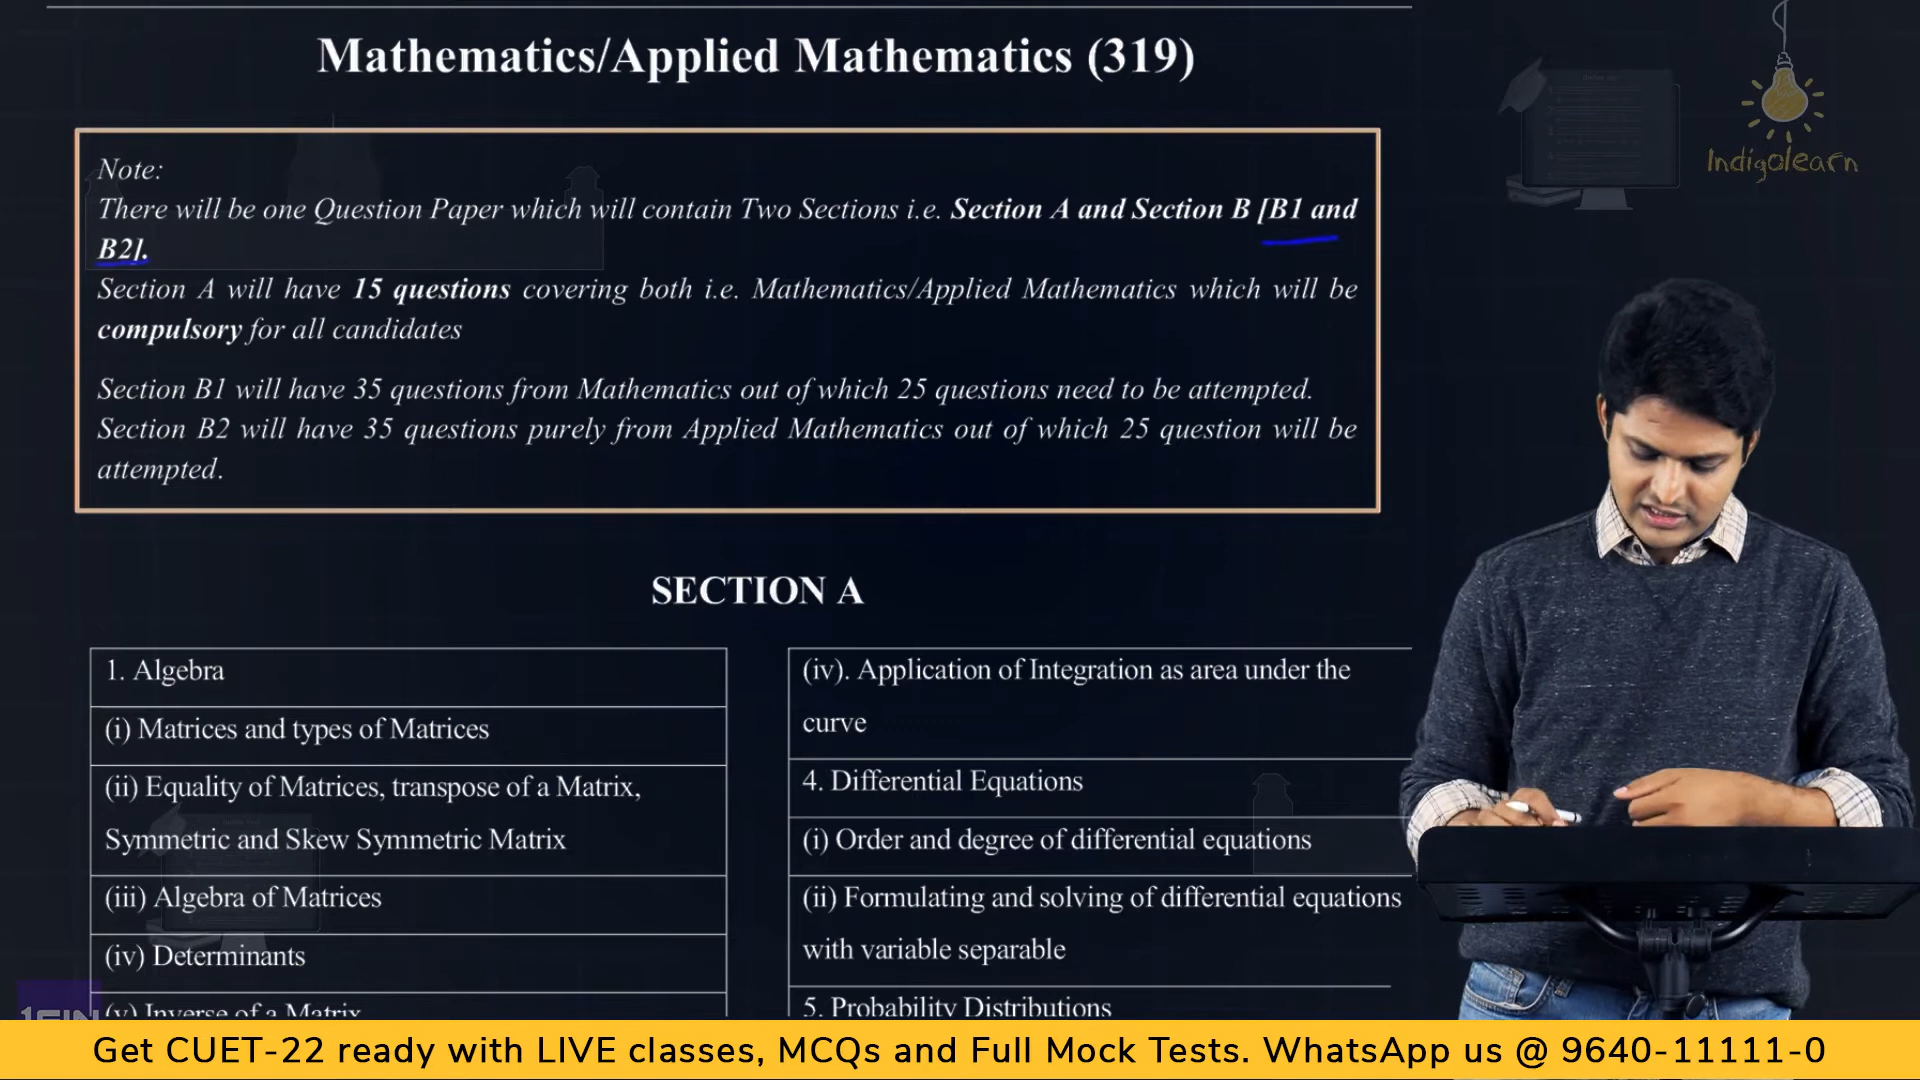 Mathematics/Applied Mathematics (319)
Indigolearn
Note:
There will be one Question Paper which will contain Two Sections i.e. Section A and Section B [B1 and
B2].
Section A will have 15 questions covering both i.e. Mathematics/Applied Mathematics which will be
compulsory for all candidates
Section B1 will have 35 questions from Mathematics out of which 25 questions need to be attempted.
Section B2 will have 35 questions purely from Applied Mathematics out of which 25 question will be
attempted.
SECTION A
1. Algebra
(i) Matrices and types of Matrices
(ii) Equality of Matrices, transpose of a Matrix,
Symmetric and Skew Symmetric Matrix
(iii) Algebra of Matrices
(iv) Determinants
(v) Inverse of a Matrix
(iv). Application of Integration as area under the
curve
4. Differential Equations
(i) Order and degree of differential equations
(ii) Formulating and solving of differential equations
with variable separable
5. Probability Distributions
Get CUET-22 ready with LIVE classes, MCQs and Full Mock Tests. WhatsApp us @ 9640-11111-0